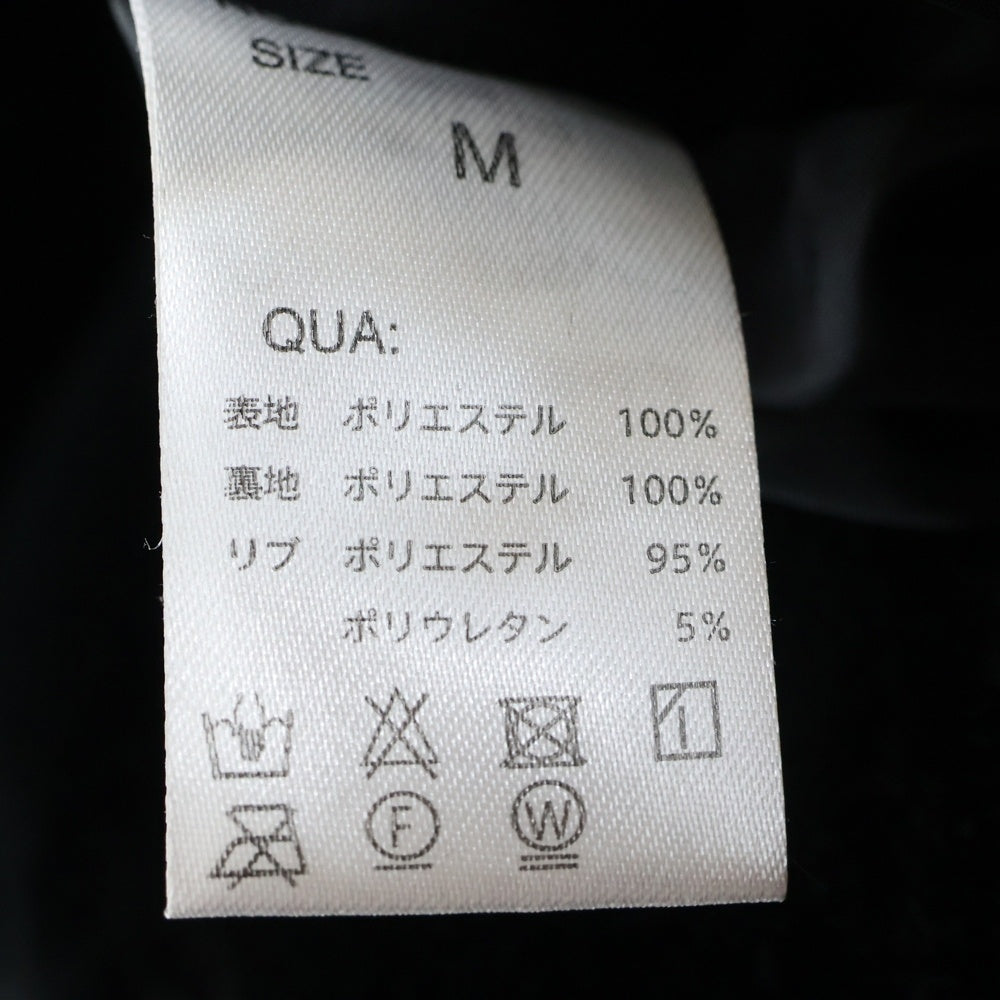 SIZE
M
QUA:
表地 ポリエステル 100%
裏地 ポリエステル 100%
リブ ポリエステル 95%
ポリウレタン 5%
F
W